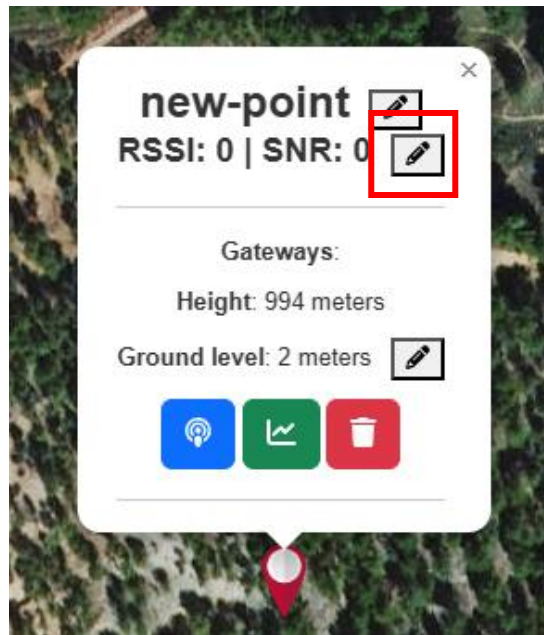 new-point
RSSI: 0 | SNR: 0
Gateways:
Height: 994 meters
Ground level: 2 meters